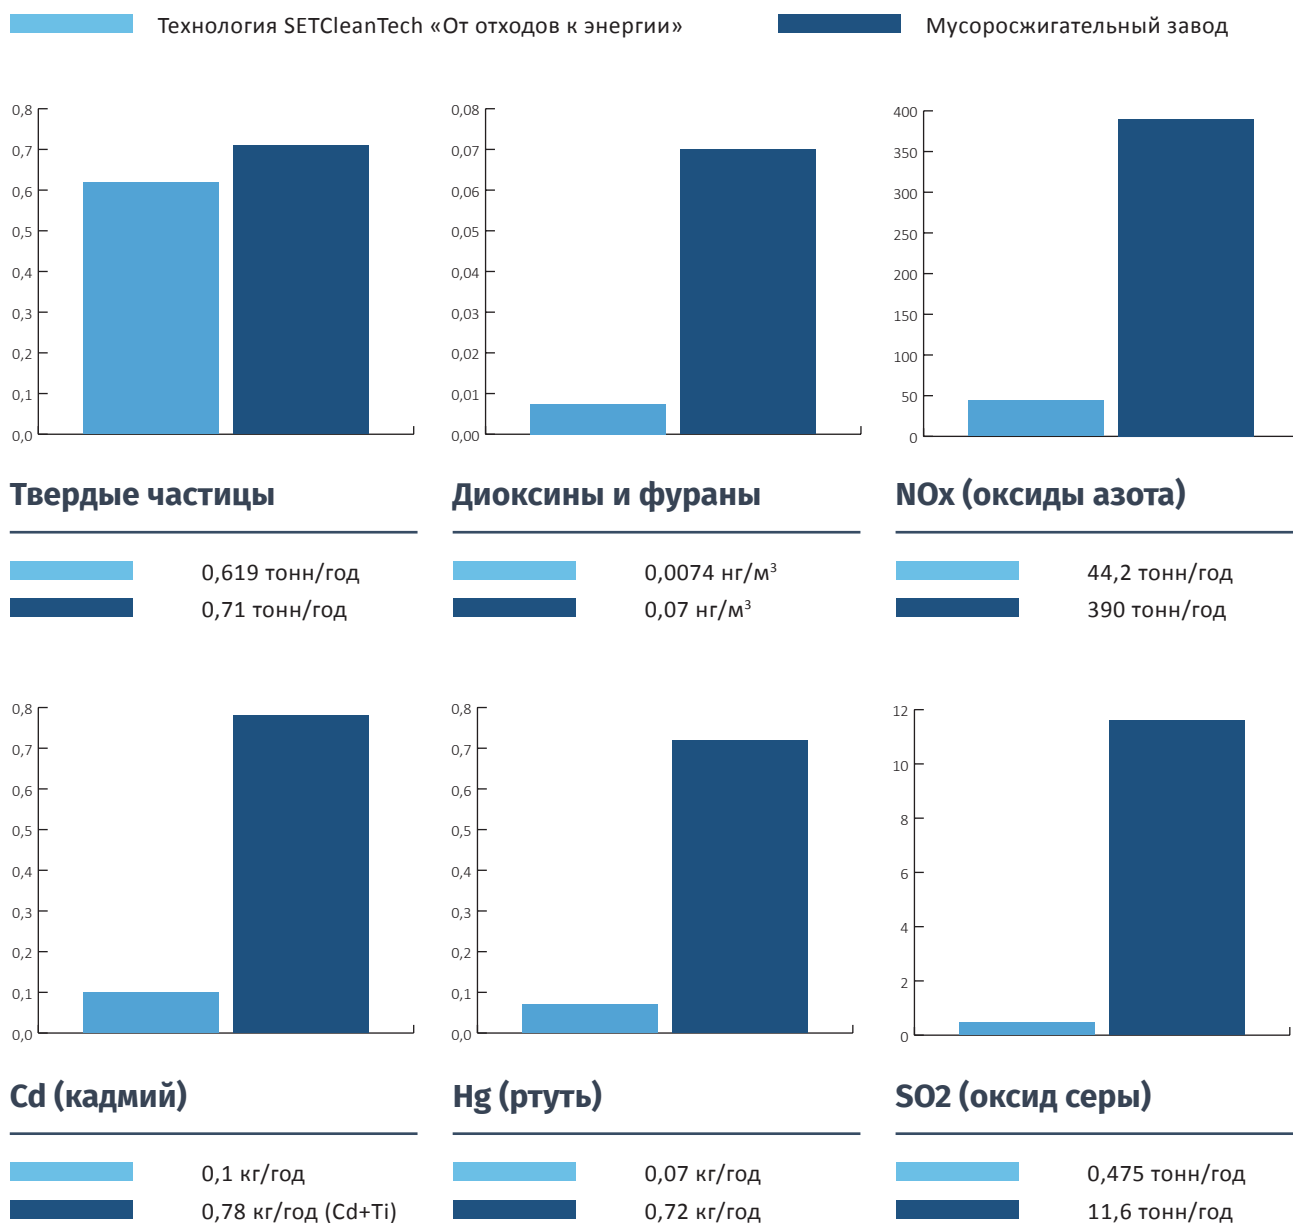 Технология SETCleanTech «От отходов к энергии»
Мусоросжигательный завод
0,8
0,7
0,6
0,5
0,4
0,3
0,2
0,1
0,0
0,08
0,07
0,06
0,05
0,04
0,03
0,02
0,01
0,00
400
350
300
250
200
150
100
50
0
Твердые частицы
Диоксины и фураны
NOx (оксиды азота)
0,619 тонн/год
0,71 тонн/год
0,0074 нг/м³
0,07 нг/м³
44,2 тонн/год
390 тонн/год
0,8
0,7
0,6
0,5
0,4
0,3
0,2
0,1
0,0
0,8
0,7
0,6
0,5
0,4
0,3
0,2
0,1
0,0
12
10
8
6
4
2
0
Cd (кадмий)
Hg (ртуть)
SO2 (оксид серы)
0,1 кг/год
0,78 кг/год (Cd+Ti)
0,07 кг/год
0,72 кг/год
0,475 тонн/год
11,6 тонн/год